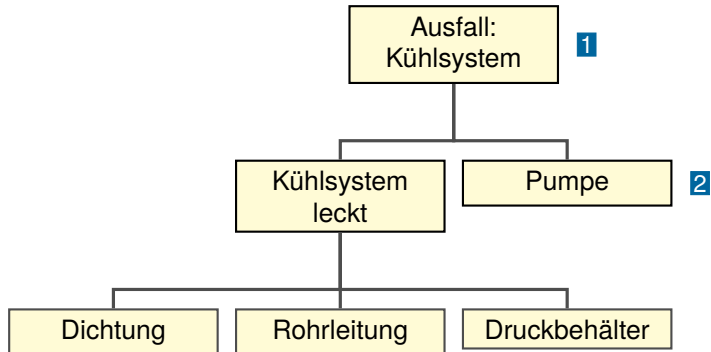 Ausfall:
Kühlsystem
1
Kühlsystem
leckt
Pumpe
2
Dichtung
Rohrleitung
Druckbehälter